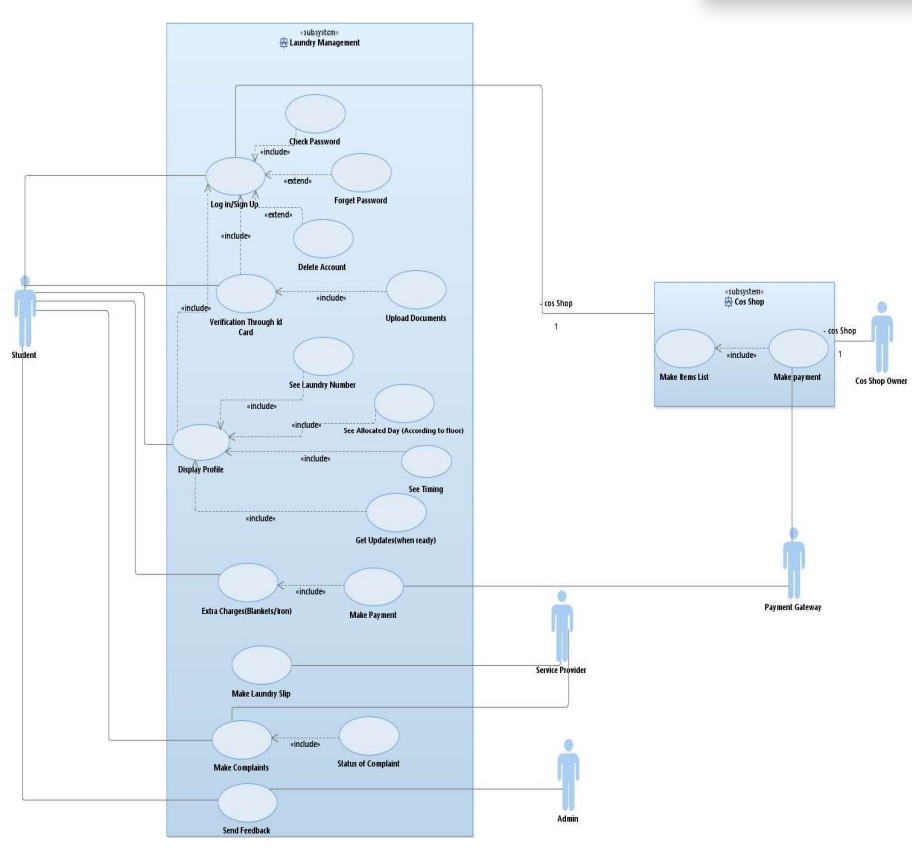 «subsystem»
Laundry Management
Check Password
«include»
Log in/Sign Up
«extend»
Forget Password
«extend»
«include»
Delete Account
«include»
Verification Through Id
Card
«include»
Upload Documents
Student
See Laundry Number
«include»
See Allocated Day (According to floor)
«include»
Display Profile
«include»
See Timing
«include»
Get Updates(when ready)
Extra Charges(Blankets/Iron)
«include»
Make Payment
Make Laundry Slip
Make Complaints
«include»
Status of Complaint
Send Feedback
- cos Shop
1
«subsystem»
Cos Shop
Make Items List
«include»
Make payment
- cos Shop
1
Cos Shop Owner
Payment Gateway
Service Provider
Admin